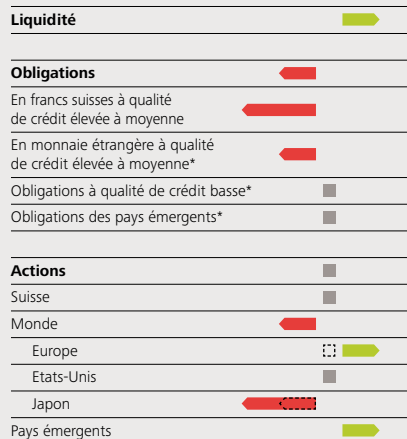 Liquidité
Obligations
En francs suisses à qualité
de crédit élevée à moyenne
En monnaie étrangère à qualité
de crédit élevée à moyenne*
Obligations à qualité de crédit basse*
Obligations des pays émergents*
Actions
Suisse
Monde
Europe
Etats-Unis
Japon
Pays émergents